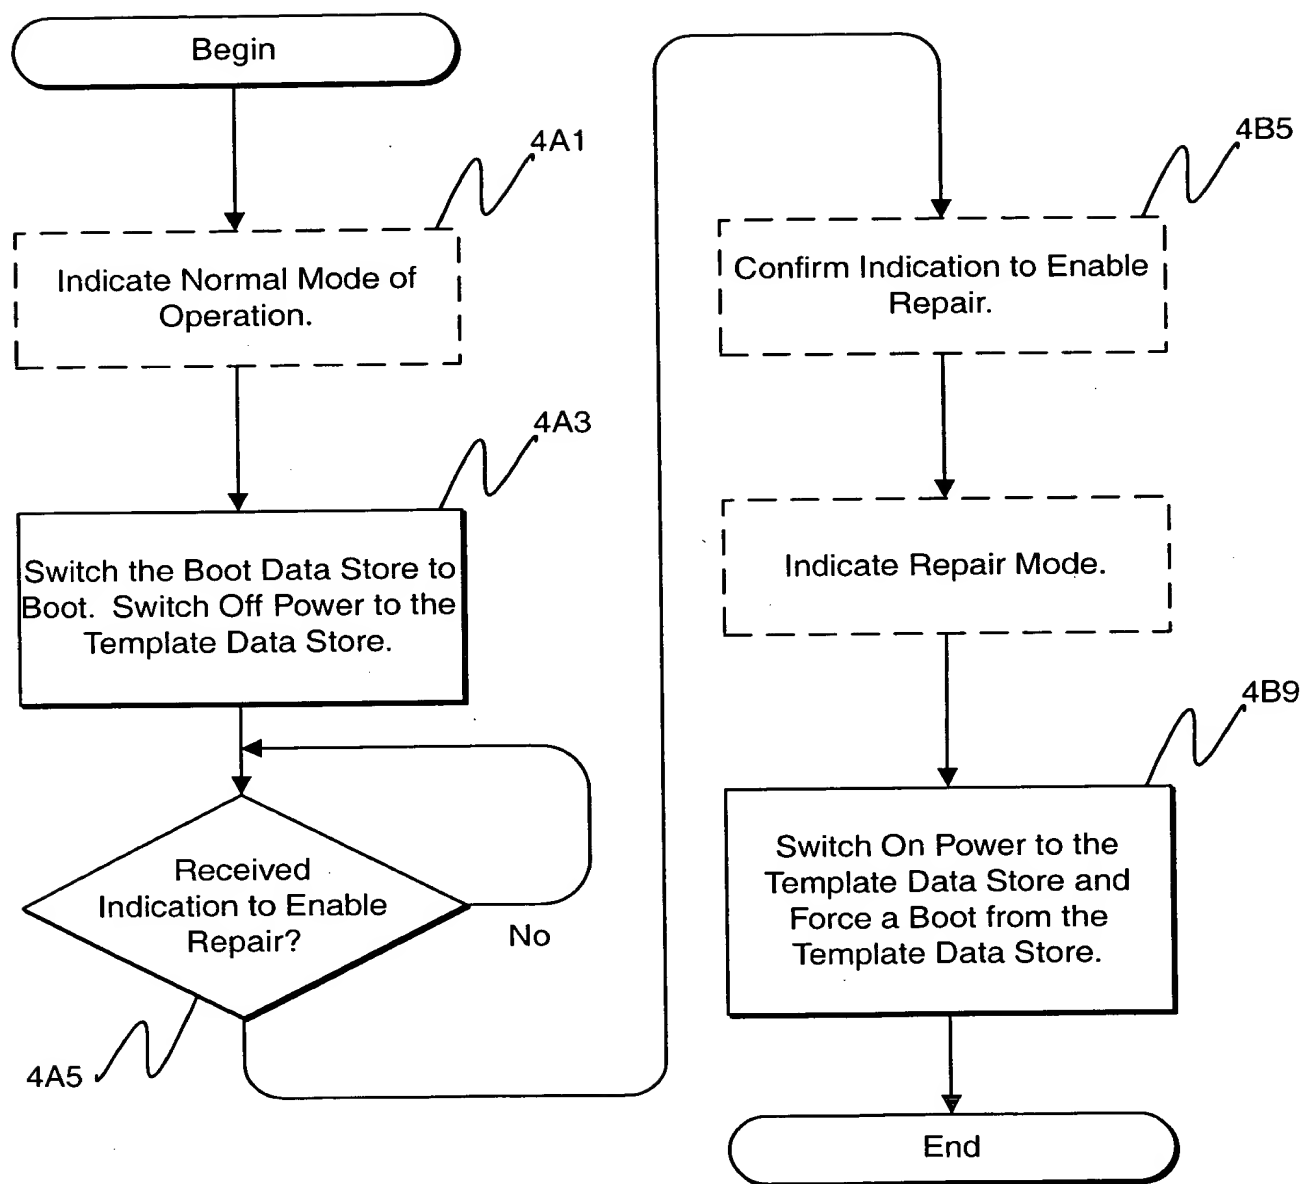 Begin
4A1
Indicate Normal Mode of
Operation.
4A3
Switch the Boot Data Store to
Boot. Switch Off Power to the
Template Data Store.
Received
Indication to Enable
Repair?
No
4A5
4B5
Confirm Indication to Enable
Repair.
Indicate Repair Mode.
4B9
Switch On Power to the
Template Data Store and
Force a Boot from the
Template Data Store.
End